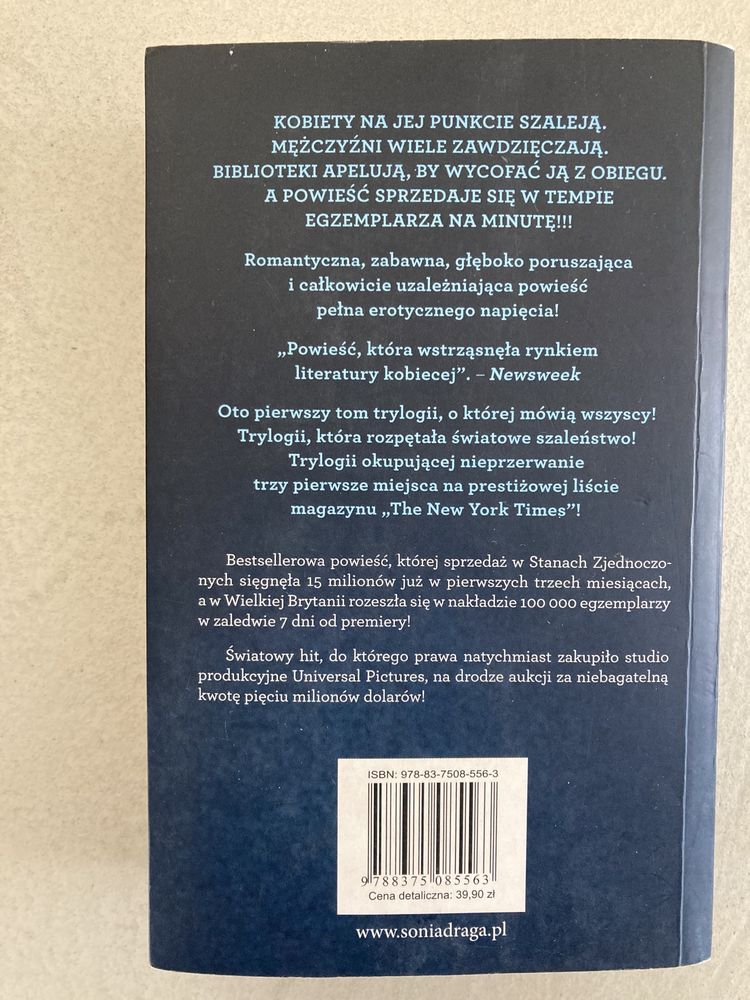 KOBIETY NA JEJ PUNKCIE SZALEJĄ.
MĘŻCZYŹNI WIELE ZAWDZIĘCZAJĄ.
BIBLIOTEKI APELUJĄ, BY WYCOFAĆ JĄ Z OBIEGU.
A POWIEŚĆ SPRZEDAJE SIĘ W TEMPIE
EGZEMPLARZA NA MINUTĘ!!!
Romantyczna, zabawna, głęboko poruszająca
i całkowicie uzależniająca powieść
pełna erotycznego napięcia!
„Powieść, która wstrząsnęła rynkiem
literatury kobiecej”. – Newsweek
Oto pierwszy tom trylogii, o której mówią wszyscy!
Trylogii, która rozpętała światowe szaleństwo!
Trylogii okupującej nieprzerwanie
trzy pierwsze miejsca na prestiżowej liście
magazynu „The New York Times”!
Bestsellerowa powieść, której sprzedaż w Stanach Zjednoczo-
nych sięgnęła 15 milionów już w pierwszych trzech miesiącach,
a w Wielkiej Brytanii rozeszła się w nakładzie 100 000 egzemplarzy
w zaledwie 7 dni od premiery!
Światowy hit, do którego prawa natychmiast zakupiło studio
produkcyjne Universal Pictures, na drodze aukcji za niebagatelną
kwotę pięciu milionów dolarów!
ISBN: 978-83-7508-556-3
9 788375 085563
Cena detaliczna: 39,90 zł
www.soniadraga.pl